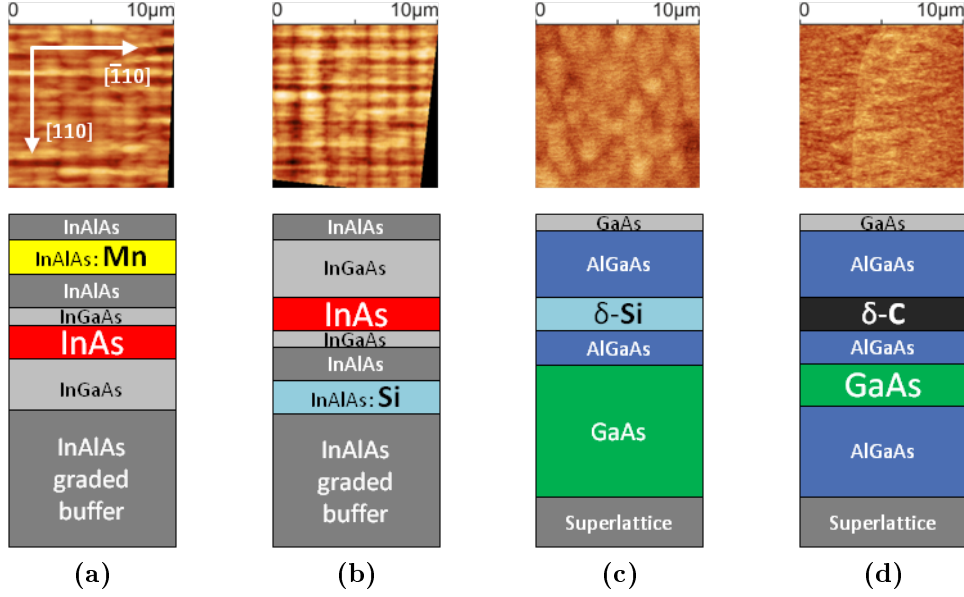 0 10µm
0 10µm
0 10µm
0 10µm
[1̅10]
[110]
InAlAs
InAlAs: Mn
InAlAs
InGaAs
InAs
InGaAs
InAlAs
graded
buffer
(a)
InAlAs
InGaAs
InAs
InGaAs
InAlAs
InAlAs: Si
InAlAs
graded
buffer
(b)
GaAs
AlGaAs
δ-Si
AlGaAs
GaAs
Superlattice
(c)
GaAs
AlGaAs
δ-C
AlGaAs
GaAs
AlGaAs
Superlattice
(d)